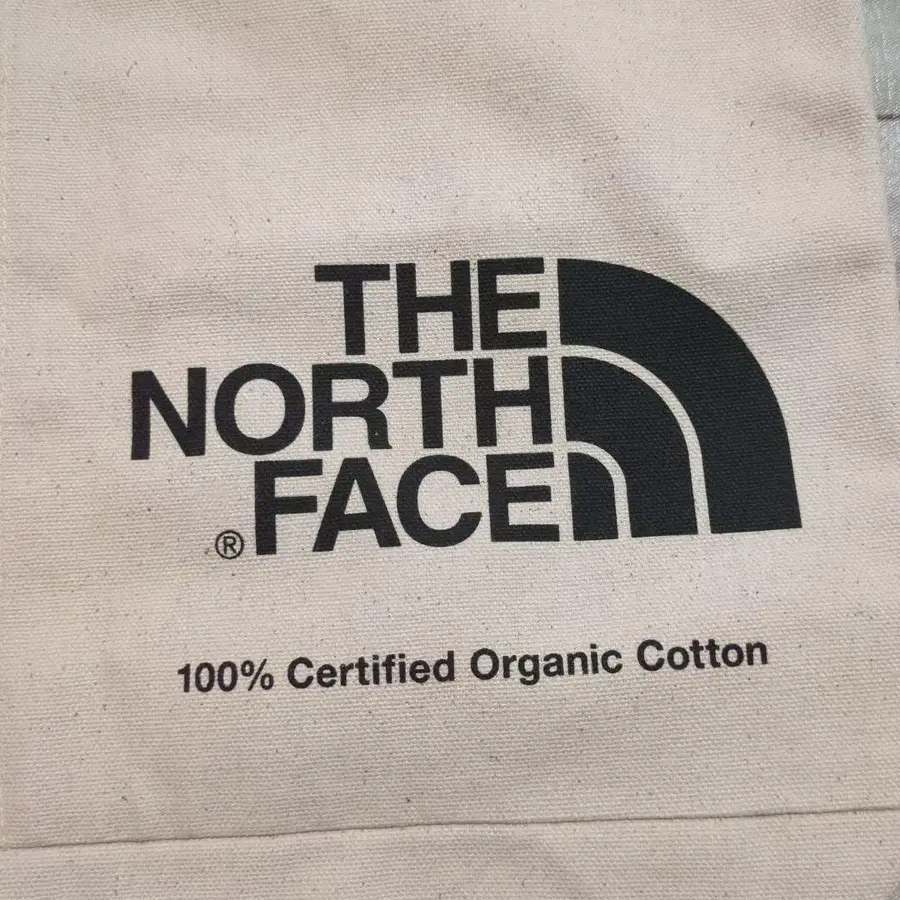 THE
NORTH
® FACE
100% Certified Organic Cotton